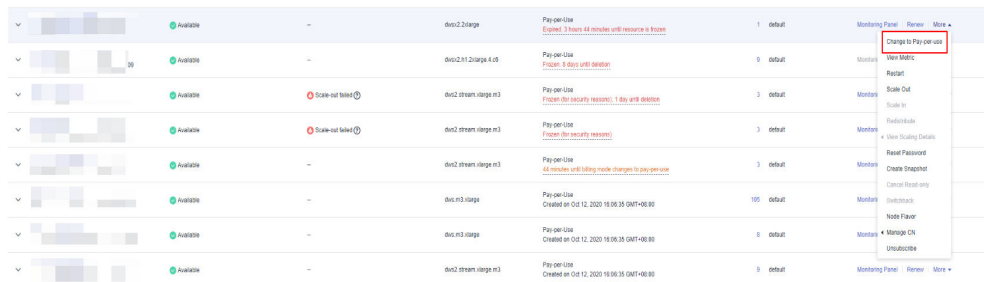 Available -- dwsx2.2xlarge Pay-per-Use 1 default Monitoring Panel Renew More
Expired. 3 hours 44 minutes until resource is frozen
Change to Pay-per-use
Available -- dwsx2.h1.2xlarge.4.c6 Pay-per-Use 9 default Monitori View Metric
Frozen. 8 days until deletion
Restart
Available Scale-out failed dws2.stream.xlarge.m3 Pay-per-Use 3 default Monitori Scale Out
Frozen (for security reasons). 1 day until deletion
Scale In
Redistribute
Available Scale-out failed dws2.stream.xlarge.m3 Pay-per-Use 3 default Monitori
Frozen (for security reasons)
View Scaling Details
Reset Password
Available -- dws2.stream.xlarge.m3 Pay-per-Use 3 default Monitori Create Snapshot
44 minutes until billing mode changes to pay-per-use
Cancel Read-only
Available -- dws.m3.xlarge Pay-per-Use 105 default Monitori Switchback
Created on Oct 12, 2020 16:06:35 GMT+08:00
Node Flavor
Available -- dws.m3.xlarge Pay-per-Use 8 default Monitori Manage CN
Created on Oct 12, 2020 16:06:35 GMT+08:00
Unsubscribe
Available -- dws2.stream.xlarge.m3 Pay-per-Use 9 default Monitoring Panel Renew More
Created on Oct 12, 2020 16:06:35 GMT+08:00